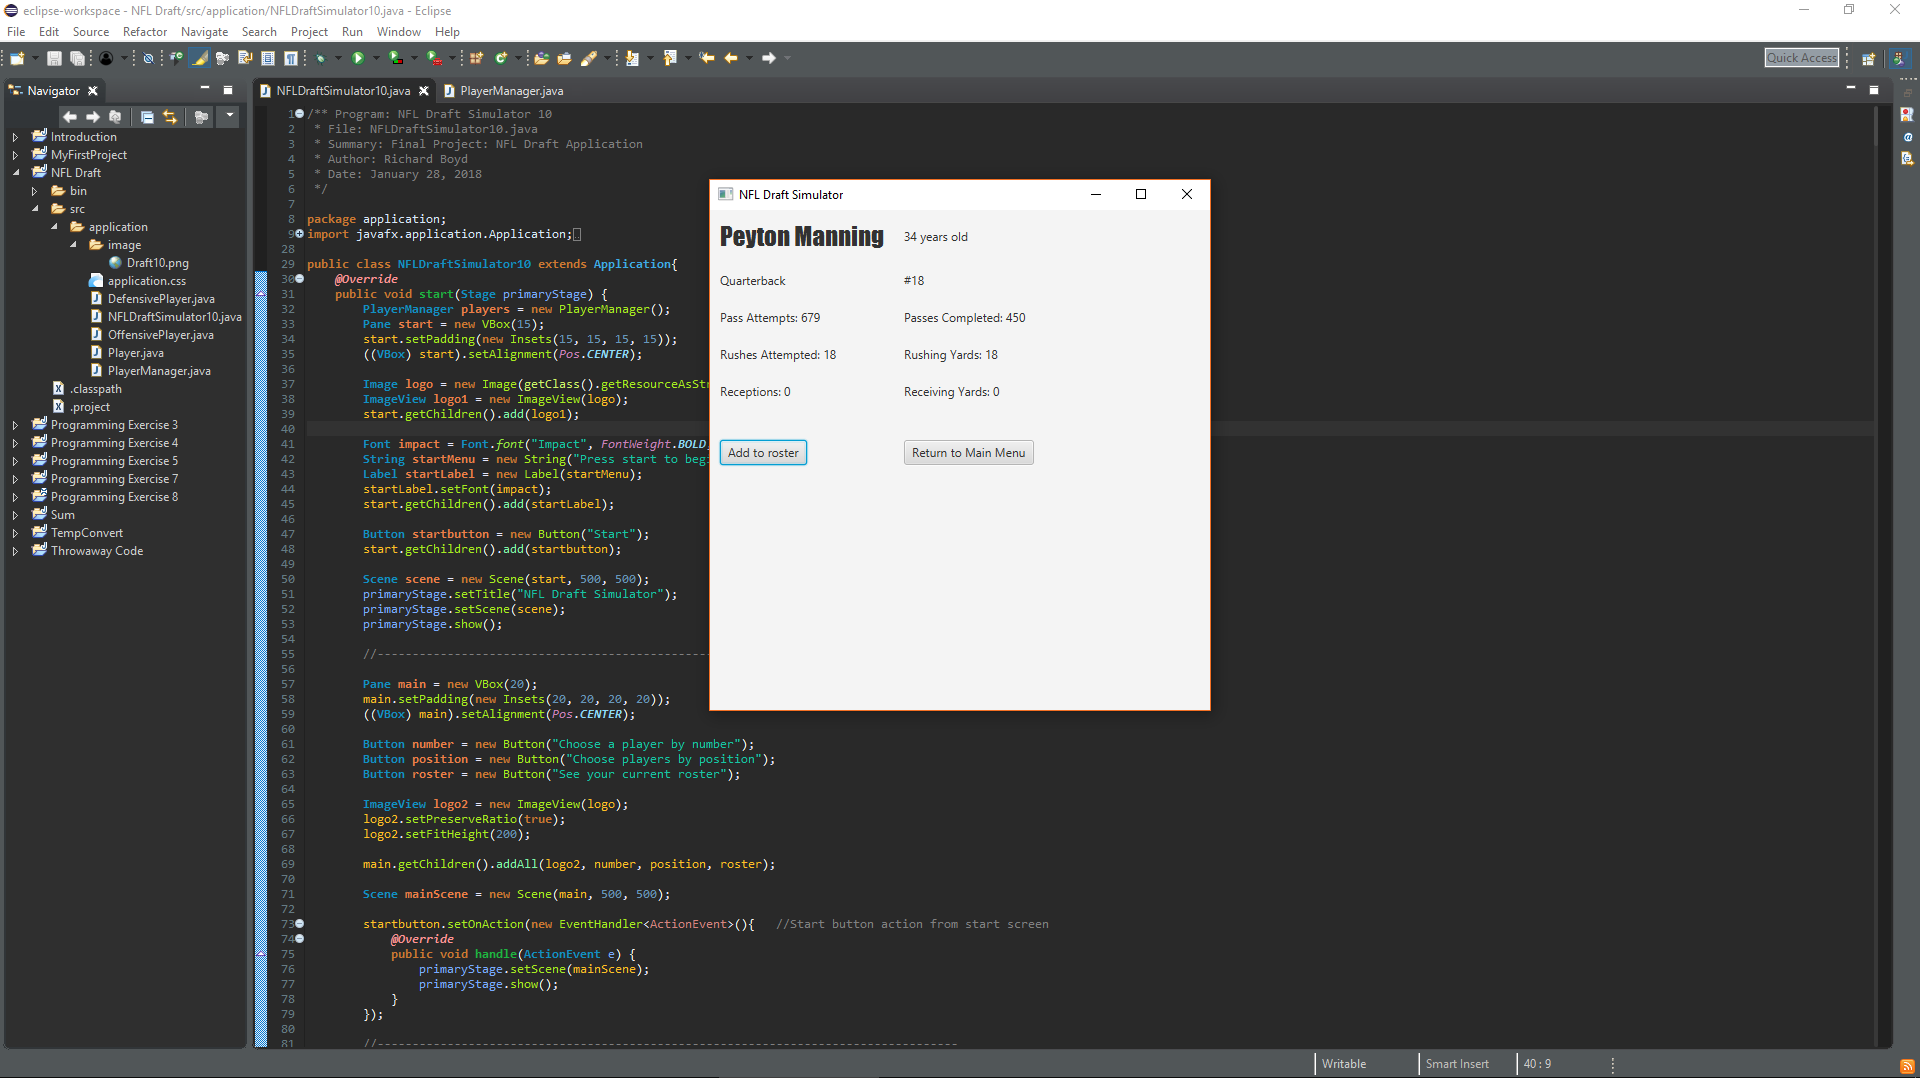 eclipse-workspace - NFL Draft/src/application/NFLDraftSimulator10.java - Eclipse
File Edit Source Refactor Navigate Search Project Run Window Help
Quick Access
Navigator
Introduction
MyFirstProject
NFL Draft
bin
src
application
image
Draft10.png
application.css
DefensivePlayer.java
NFLDraftSimulator10.java
OffensivePlayer.java
Player.java
PlayerManager.java
.classpath
.project
Programming Exercise 3
Programming Exercise 4
Programming Exercise 5
Programming Exercise 7
Programming Exercise 8
Sum
TempConvert
Throwaway Code
NFLDraftSimulator10.java PlayerManager.java
1 /** Program: NFL Draft Simulator 10
2 * File: NFLDraftSimulator10.java
3 * Summary: Final Project: NFL Draft Application
4 * Author: Richard Boyd
5 * Date: January 28, 2018
6 */
7
8 package application;
9 import javafx.application.Application;
28
29 public class NFLDraftSimulator10 extends Application{
30 @Override
31 public void start(Stage primaryStage) {
32 PlayerManager players = new PlayerManager();
33 Pane start = new VBox(15);
34 start.setPadding(new Insets(15, 15, 15, 15));
35 ((VBox) start).setAlignment(Pos.CENTER);
36
37 Image logo = new Image(getClass().getResourceAsStr
38 ImageView logo1 = new ImageView(logo);
39 start.getChildren().add(logo1);
40
41 Font impact = Font.font("Impact", FontWeight.BOLD,
42 String startMenu = new String("Press start to beg
43 Label startLabel = new Label(startMenu);
44 startLabel.setFont(impact);
45 start.getChildren().add(startLabel);
46
47 Button startbutton = new Button("Start");
48 start.getChildren().add(startbutton);
49
50 Scene scene = new Scene(start, 500, 500);
51 primaryStage.setTitle("NFL Draft Simulator");
52 primaryStage.setScene(scene);
53 primaryStage.show();
54
55 //------------------------------------------------
56
57 Pane main = new VBox(20);
58 main.setPadding(new Insets(20, 20, 20, 20));
59 ((VBox) main).setAlignment(Pos.CENTER);
60
61 Button number = new Button("Choose a player by number");
62 Button position = new Button("Choose players by position");
63 Button roster = new Button("See your current roster");
64
65 ImageView logo2 = new ImageView(logo);
66 logo2.setPreserveRatio(true);
67 logo2.setFitHeight(200);
68
69 main.getChildren().addAll(logo2, number, position, roster);
70
71 Scene mainScene = new Scene(main, 500, 500);
72
73 startbutton.setOnAction(new EventHandler<ActionEvent>(){ //Start button action from start screen
74 @Override
75 public void handle(ActionEvent e) {
76 primaryStage.setScene(mainScene);
77 primaryStage.show();
78 }
79 });
80
81 //-----------------------------------------------------------------------------------
NFL Draft Simulator
Peyton Manning 34 years old
Quarterback #18
Pass Attempts: 679 Passes Completed: 450
Rushes Attempted: 18 Rushing Yards: 18
Receptions: 0 Receiving Yards: 0
Add to roster Return to Main Menu
Writable Smart Insert 40 : 9